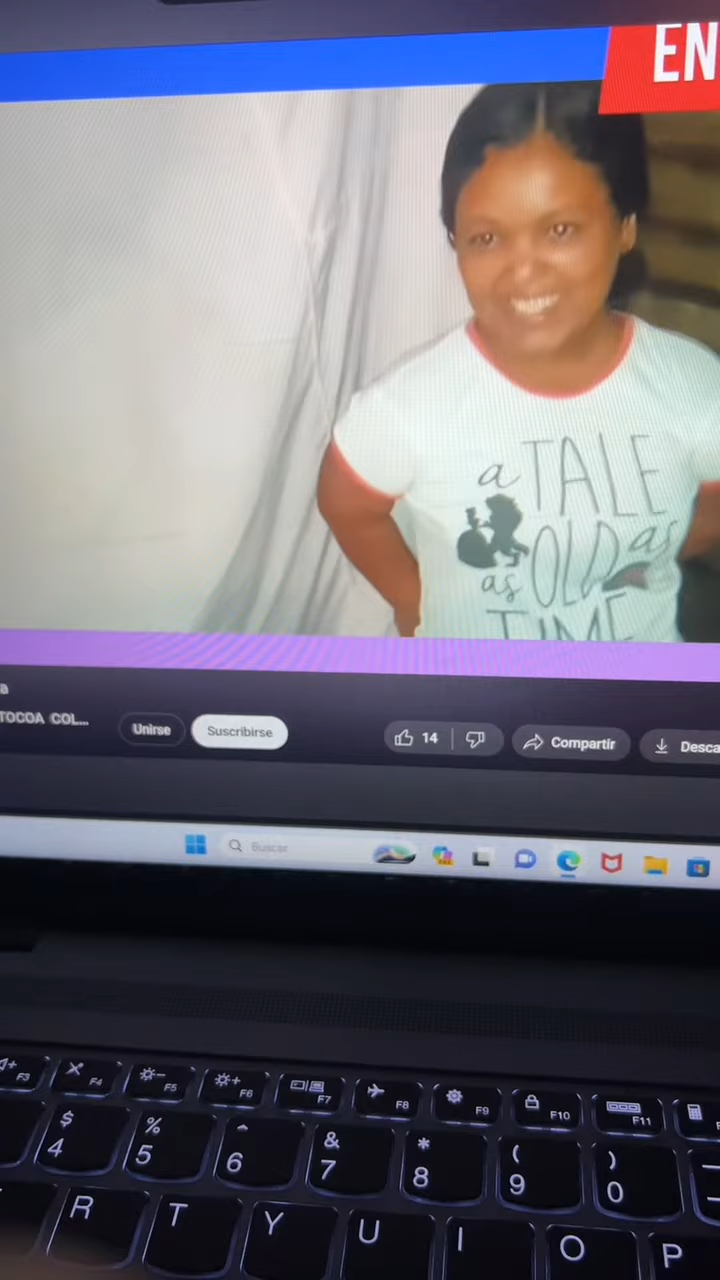 EN
a TALE
as OLD as
TIME
TOCOA COL...
Unirse
Suscribirse
14
Compartir
Desca
Buscar
F3
F4
F5
F6
F7
F8
F9
F10
F11
$
4
%
5
^
6
&
7
*
8
(
9
)
0
R
T
Y
U
I
O
P